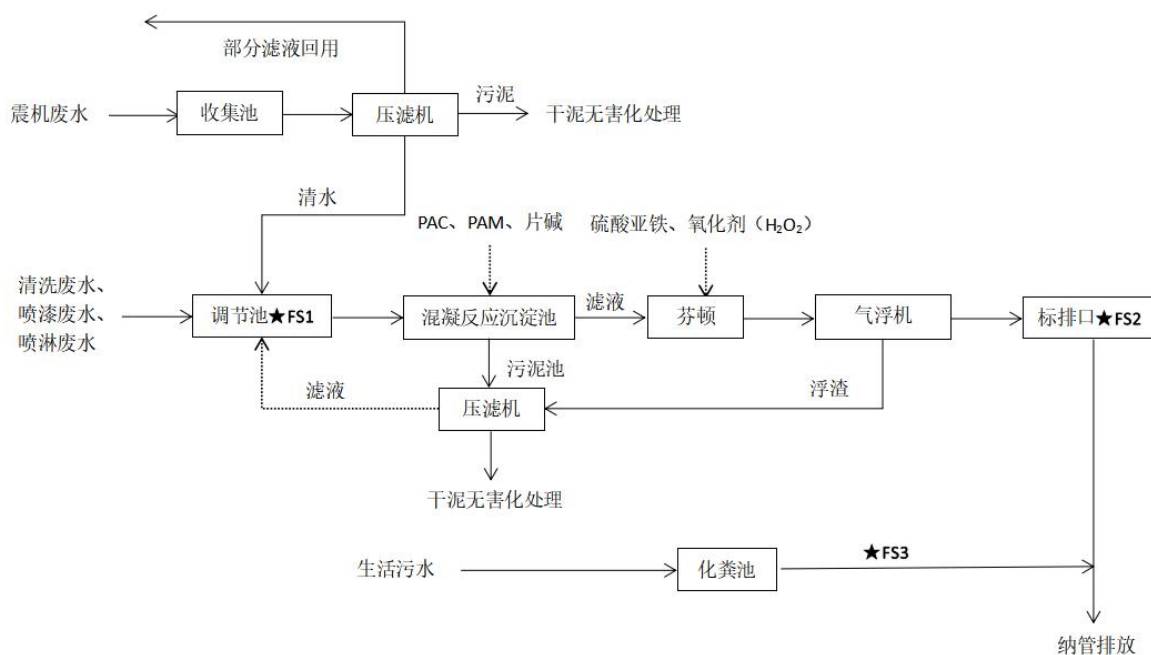 部分滤液回用
震机废水
收集池
压滤机
污泥
干泥无害化处理
清水
PAC、PAM、片碱
硫酸亚铁、氧化剂（H₂O₂）
清洗废水、
喷漆废水、
喷淋废水
调节池★FS1
混凝反应沉淀池
滤液
芬顿
气浮机
标排口★FS2
污泥池
滤液
压滤机
浮渣
干泥无害化处理
生活污水
化粪池
★FS3
纳管排放